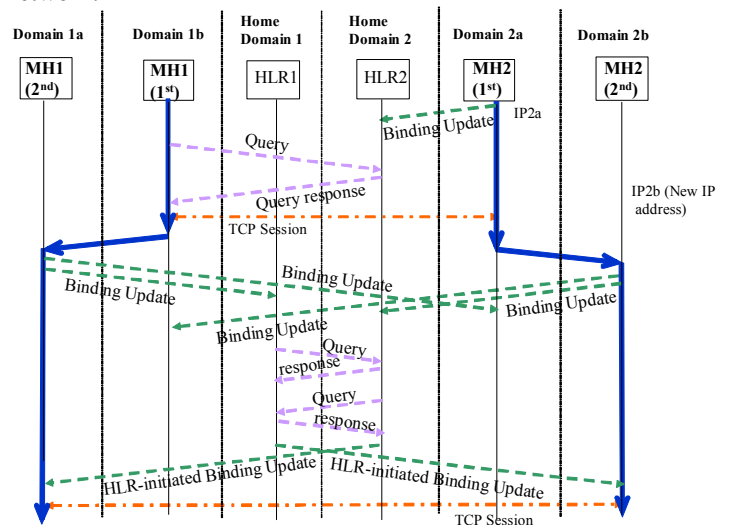 Domain 1a
Domain 1b
Home
Domain 1
Home
Domain 2
Domain 2a
Domain 2b
MH1
(2nd)
MH1
(1st)
HLR1
HLR2
MH2
(1st)
MH2
(2nd)
IP2a
Binding Update
Query
Query response
IP2b (New IP
address)
TCP Session
Binding Update
Binding Update
Binding Update
Binding Update
Query
response
Query
response
HLR-initiated Binding Update
HLR-initiated Binding Update
TCP Session